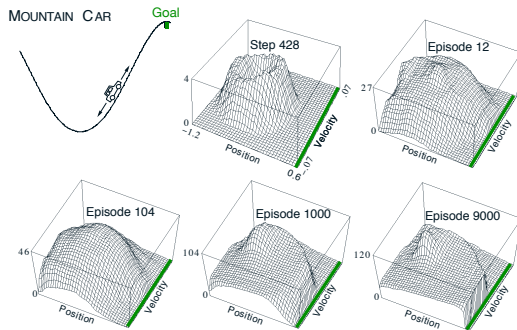 MOUNTAIN CAR
Goal
Step 428
4
0
−1.2
Position
0.6
−.07
Velocity
.07
Episode 12
27
0
Position
Velocity
Episode 104
46
0
Position
Velocity
Episode 1000
104
0
Position
Velocity
Episode 9000
120
0
Position
Velocity